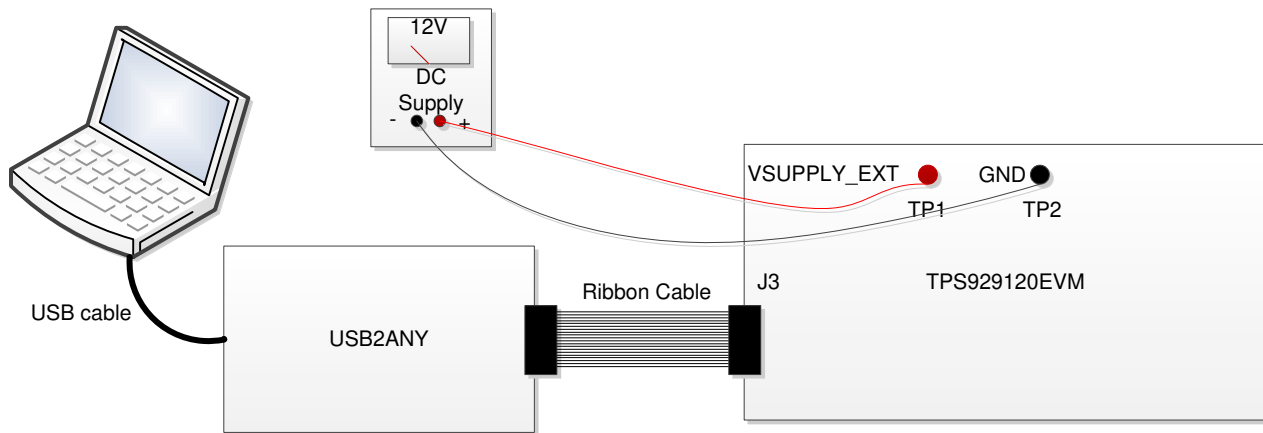 12V
DC
Supply
- +
VSUPPLY_EXT GND
TP1 TP2
J3 TPS929120EVM
Ribbon Cable
USB cable
USB2ANY